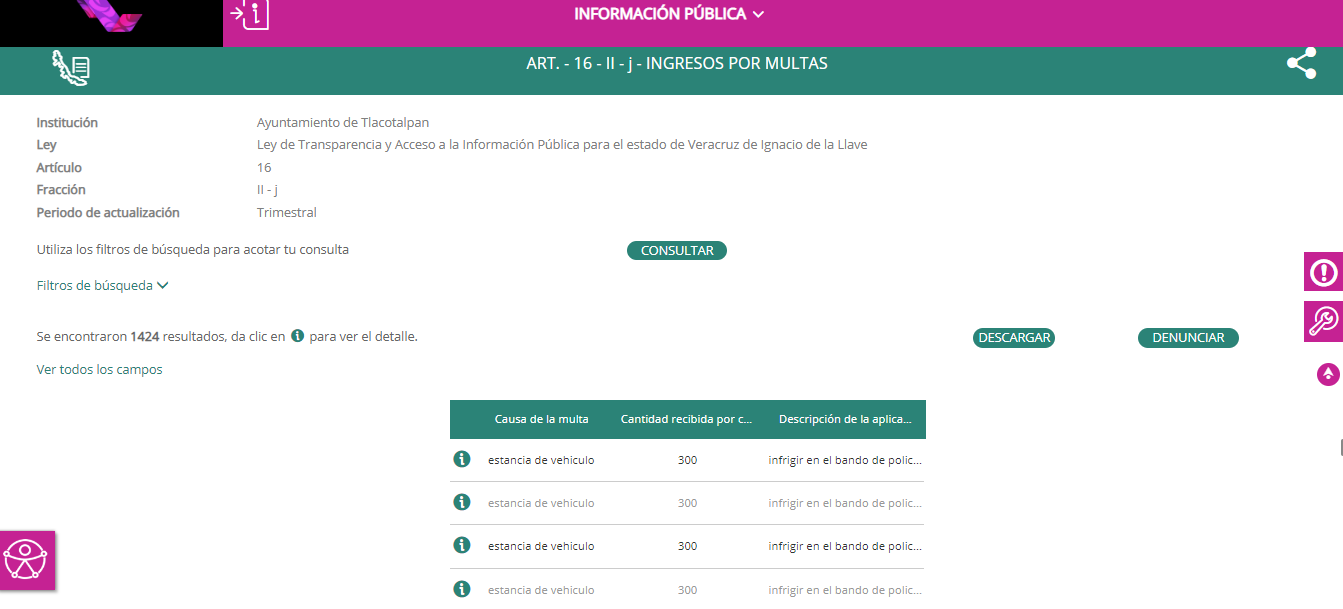 INFORMACIÓN PÚBLICA
ART. - 16 - II - j - INGRESOS POR MULTAS
Institución Ayuntamiento de Tlacotalpan
Ley Ley de Transparencia y Acceso a la Información Pública para el estado de Veracruz de Ignacio de la Llave
Artículo 16
Fracción II - j
Periodo de actualización Trimestral
Utiliza los filtros de búsqueda para acotar tu consulta CONSULTAR
Filtros de búsqueda
Se encontraron 1424 resultados, da clic en i para ver el detalle. DESCARGAR DENUNCIAR
Ver todos los campos
Causa de la multa Cantidad recibida por c... Descripción de la aplica...
estancia de vehiculo 300 infrigir en el bando de polic...
estancia de vehiculo 300 infrigir en el bando de polic...
estancia de vehiculo 300 infrigir en el bando de polic...
estancia de vehiculo 300 infrigir en el bando de polic...